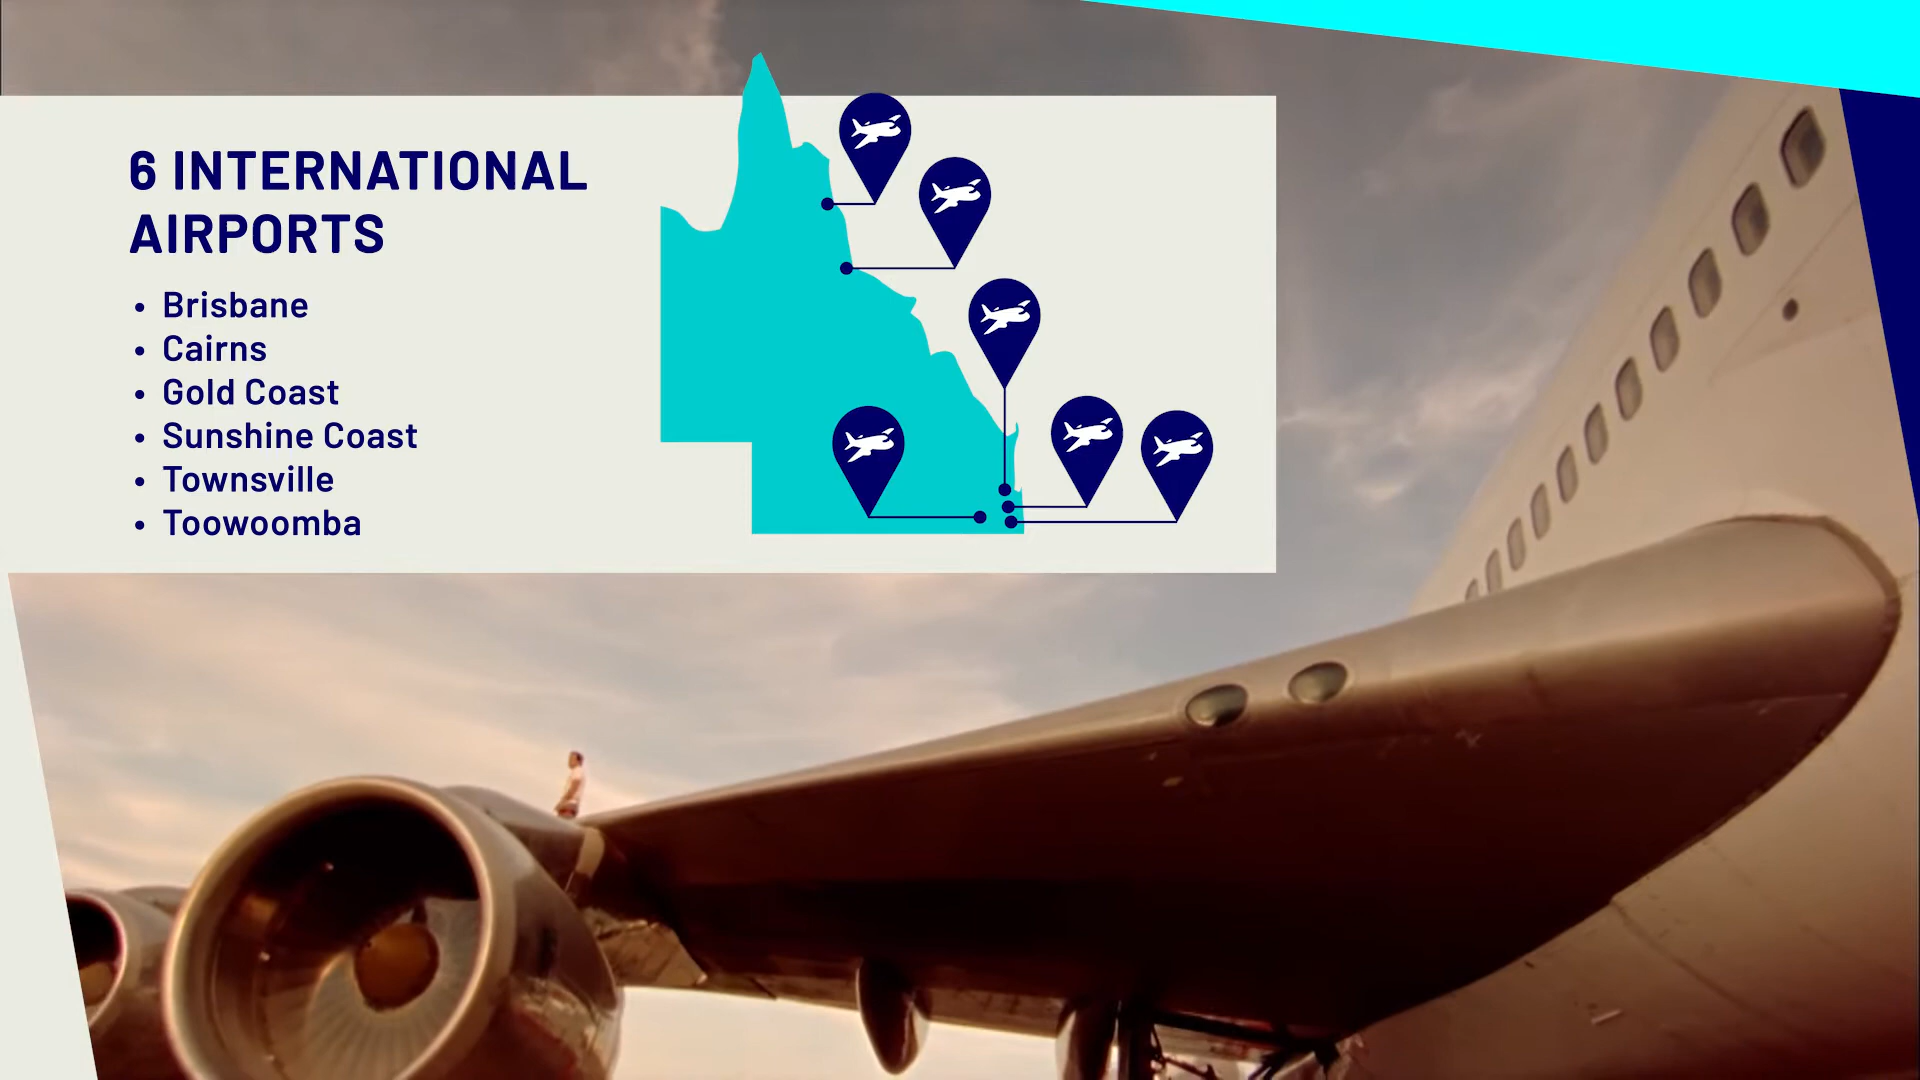 6 INTERNATIONAL
AIRPORTS
• Brisbane
• Cairns
• Gold Coast
• Sunshine Coast
• Townsville
• Toowoomba